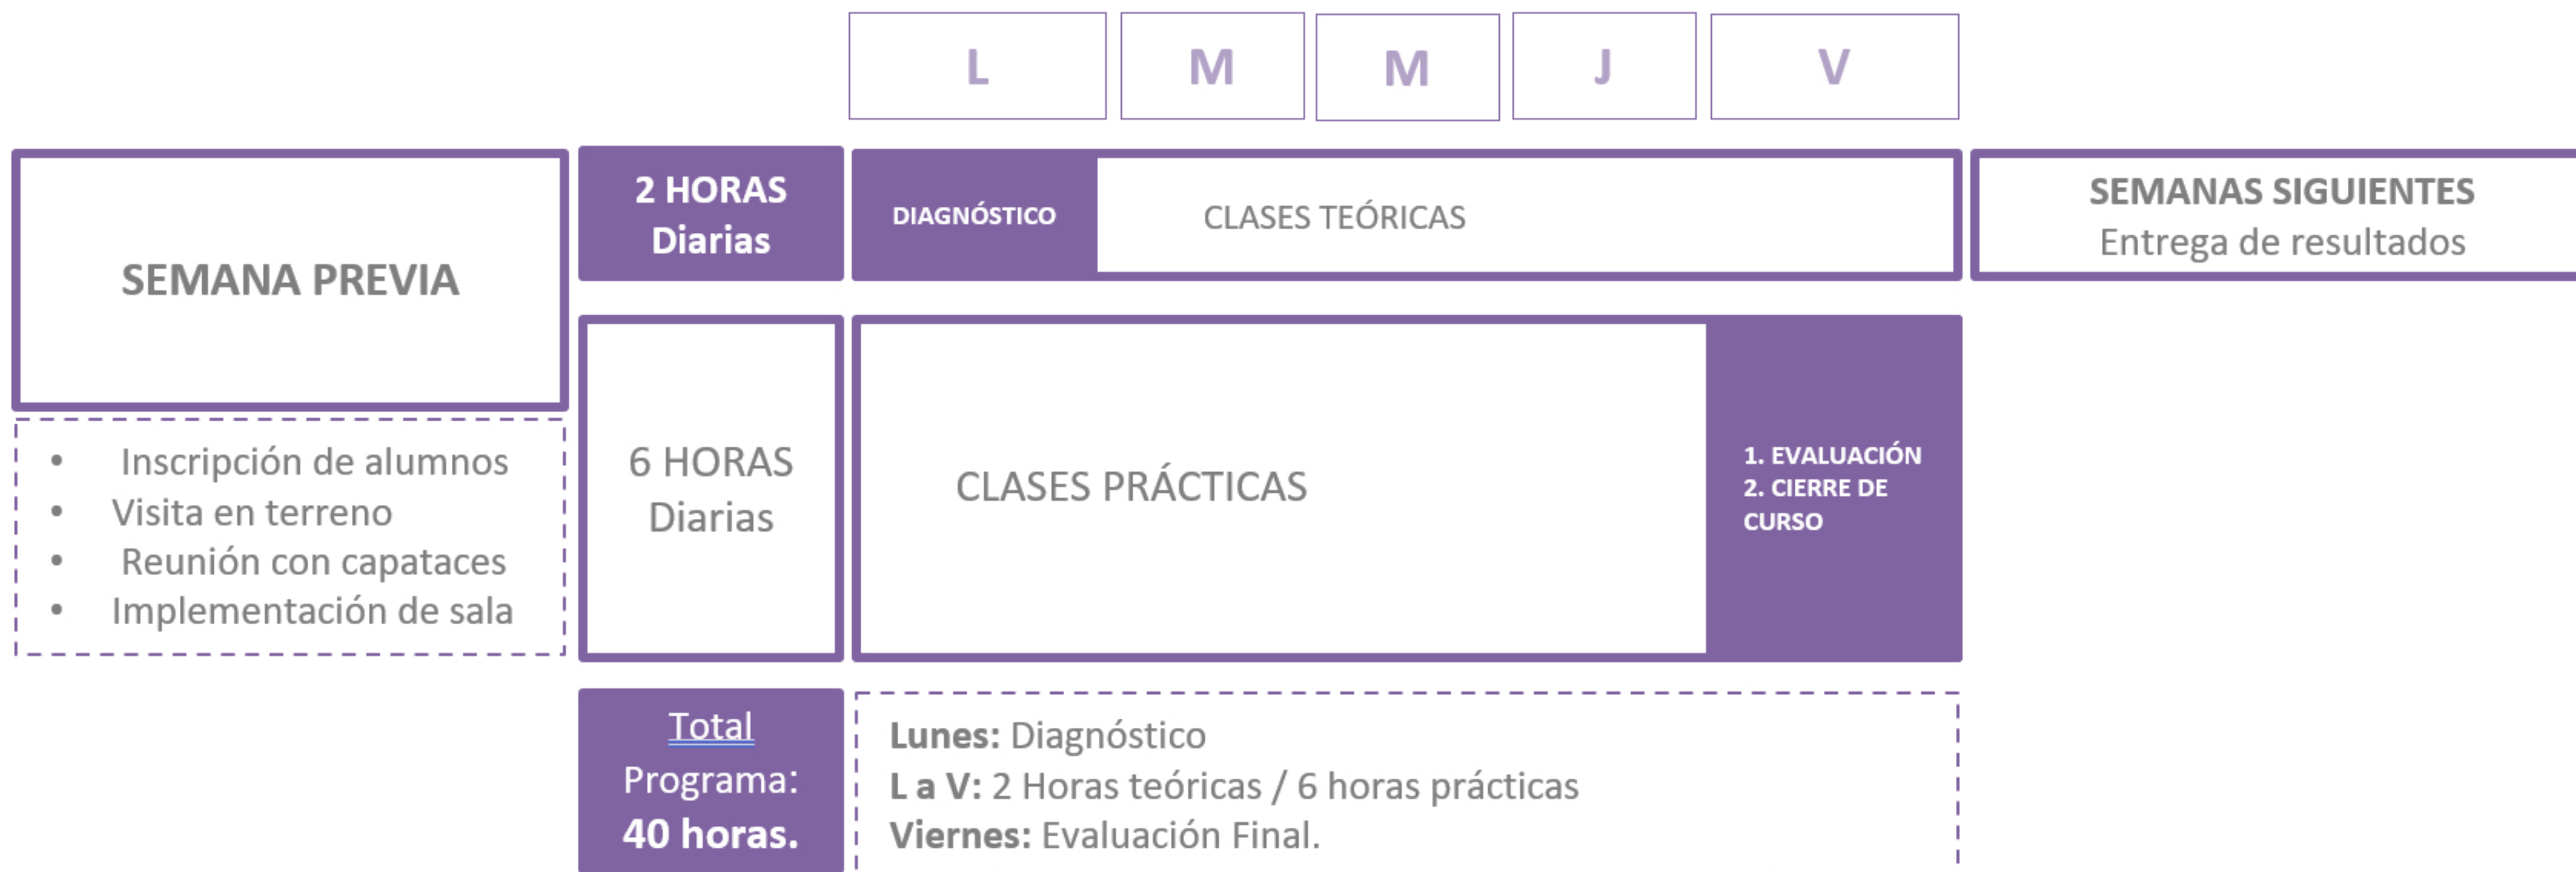 L
M
M
J
V
SEMANA PREVIA
• Inscripción de alumnos
• Visita en terreno
• Reunión con capataces
• Implementación de sala
2 HORAS
Diarias
DIAGNÓSTICO
CLASES TEÓRICAS
SEMANAS SIGUIENTES
Entrega de resultados
6 HORAS
Diarias
CLASES PRÁCTICAS
1. EVALUACIÓN
2. CIERRE DE
CURSO
Total
Programa:
40 horas.
Lunes: Diagnóstico
L a V: 2 Horas teóricas / 6 horas prácticas
Viernes: Evaluación Final.